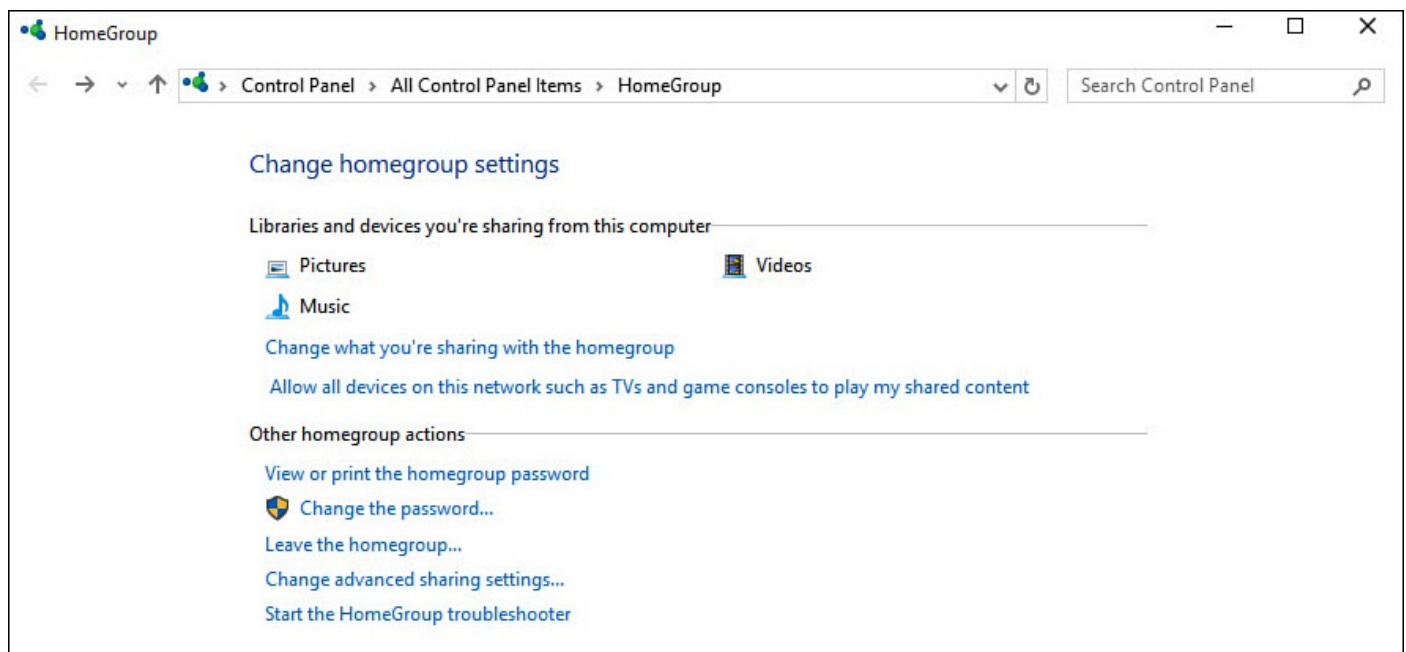 HomeGroup
Control Panel > All Control Panel Items > HomeGroup
Search Control Panel
Change homegroup settings
Libraries and devices you're sharing from this computer
Pictures
Videos
Music
Change what you're sharing with the homegroup
Allow all devices on this network such as TVs and game consoles to play my shared content
Other homegroup actions
View or print the homegroup password
Change the password...
Leave the homegroup...
Change advanced sharing settings...
Start the HomeGroup troubleshooter